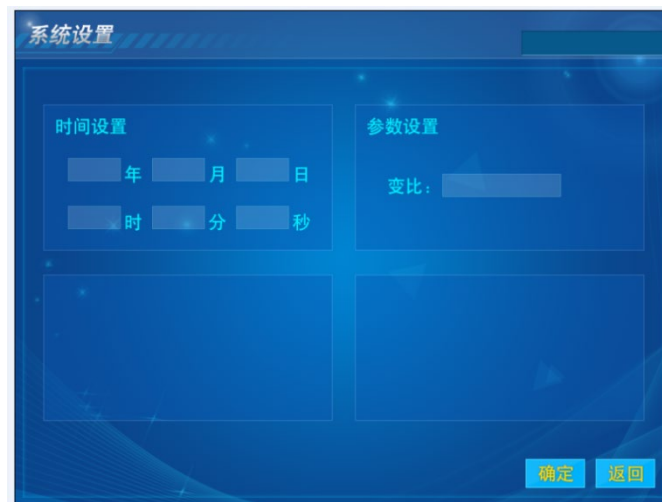 系统设置
时间设置
年 月 日
时 分 秒
参数设置
变比：
确定 返回